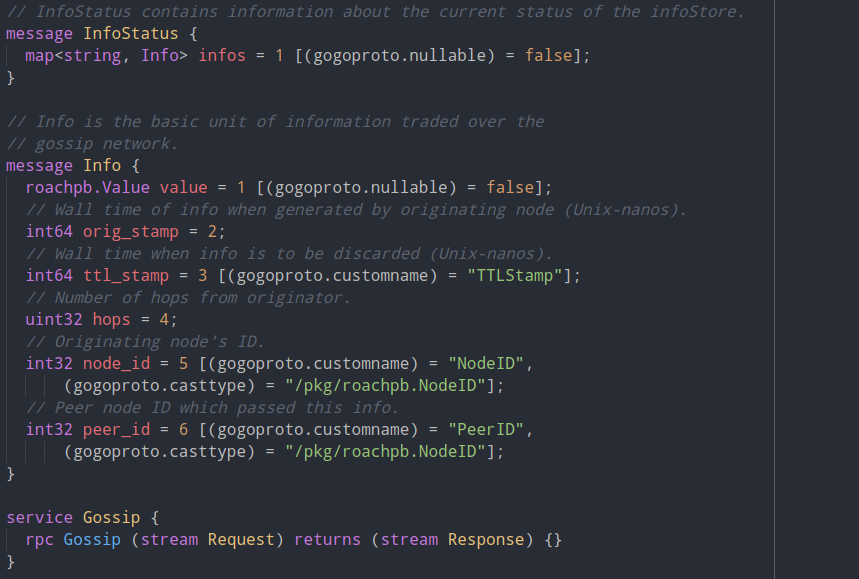 // InfoStatus contains information about the current status of the infoStore.
message InfoStatus {
  map<string, Info> infos = 1 [(gogoproto.nullable) = false];
}

// Info is the basic unit of information traded over the
// gossip network.
message Info {
  roachpb.Value value = 1 [(gogoproto.nullable) = false];
  // Wall time of info when generated by originating node (Unix-nanos).
  int64 orig_stamp = 2;
  // Wall time when info is to be discarded (Unix-nanos).
  int64 ttl_stamp = 3 [(gogoproto.customname) = "TTLStamp"];
  // Number of hops from originator.
  uint32 hops = 4;
  // Originating node's ID.
  int32 node_id = 5 [(gogoproto.customname) = "NodeID",
      (gogoproto.casttype) = "/pkg/roachpb.NodeID"];
  // Peer node ID which passed this info.
  int32 peer_id = 6 [(gogoproto.customname) = "PeerID",
      (gogoproto.casttype) = "/pkg/roachpb.NodeID"];
}

service Gossip {
  rpc Gossip (stream Request) returns (stream Response) {}
}